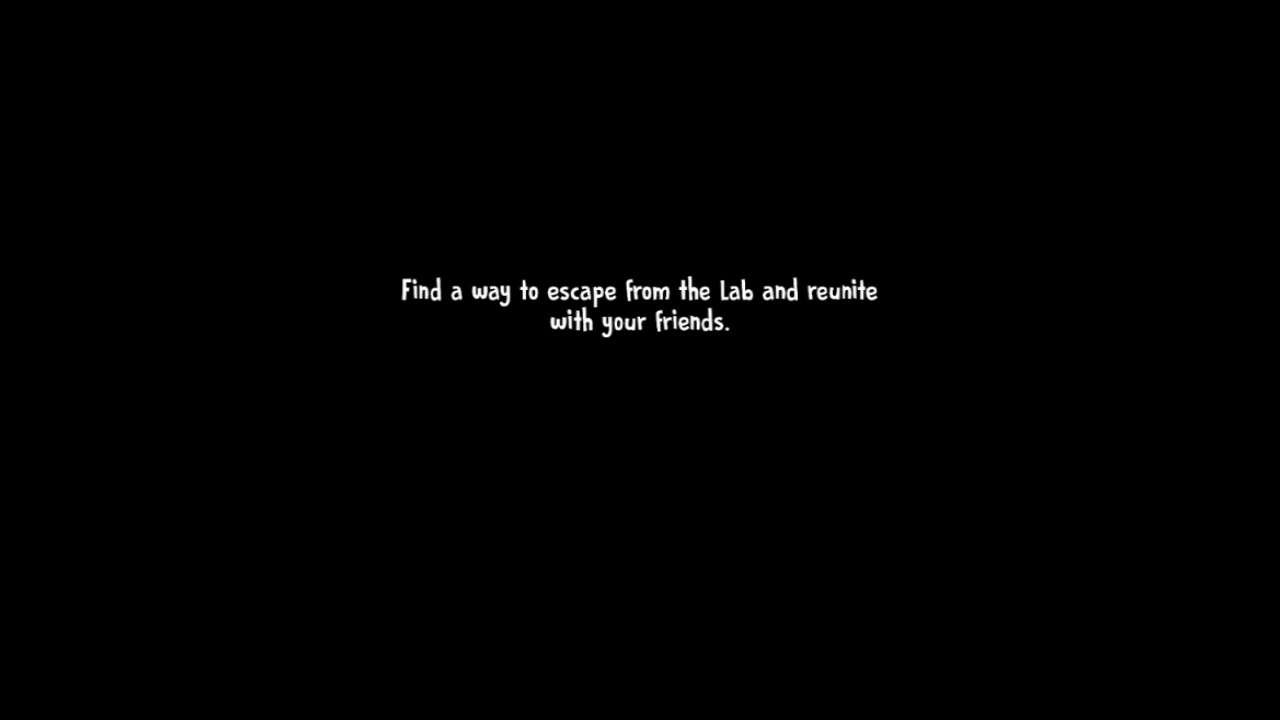 Find a way to escape from the Lab and reunite
with your friends.